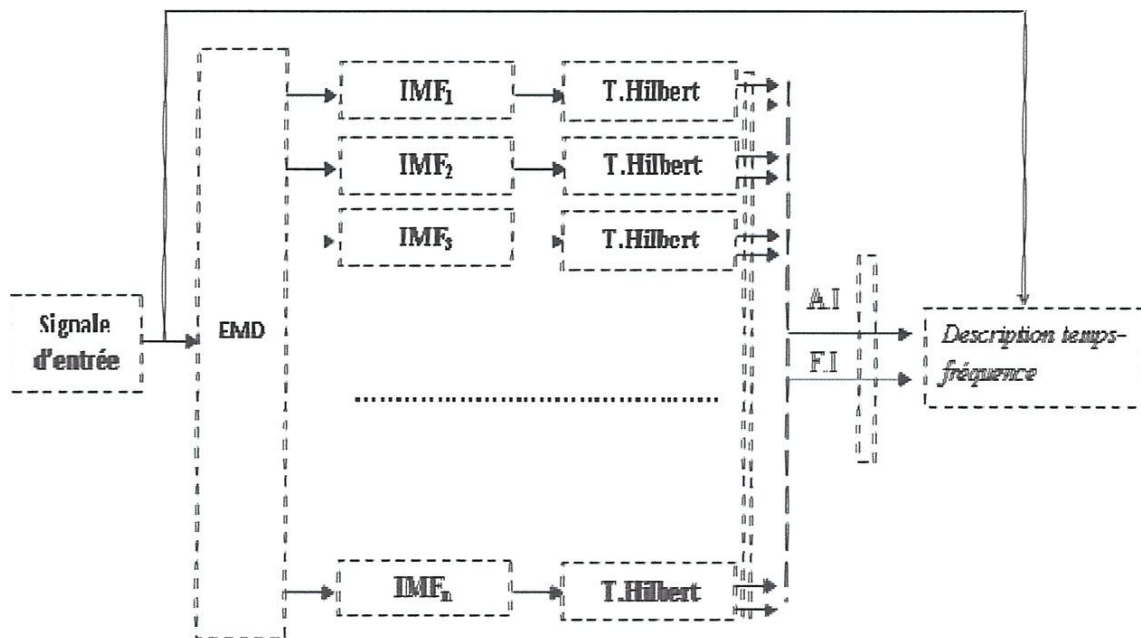 IMF₁ T.Hilbert
IMF₂ T.Hilbert
IMF₃ T.Hilbert
Signale
d'entrée
EMD
A.I
F.I
Description temps-
fréquence
IMFₙ T.Hilbert